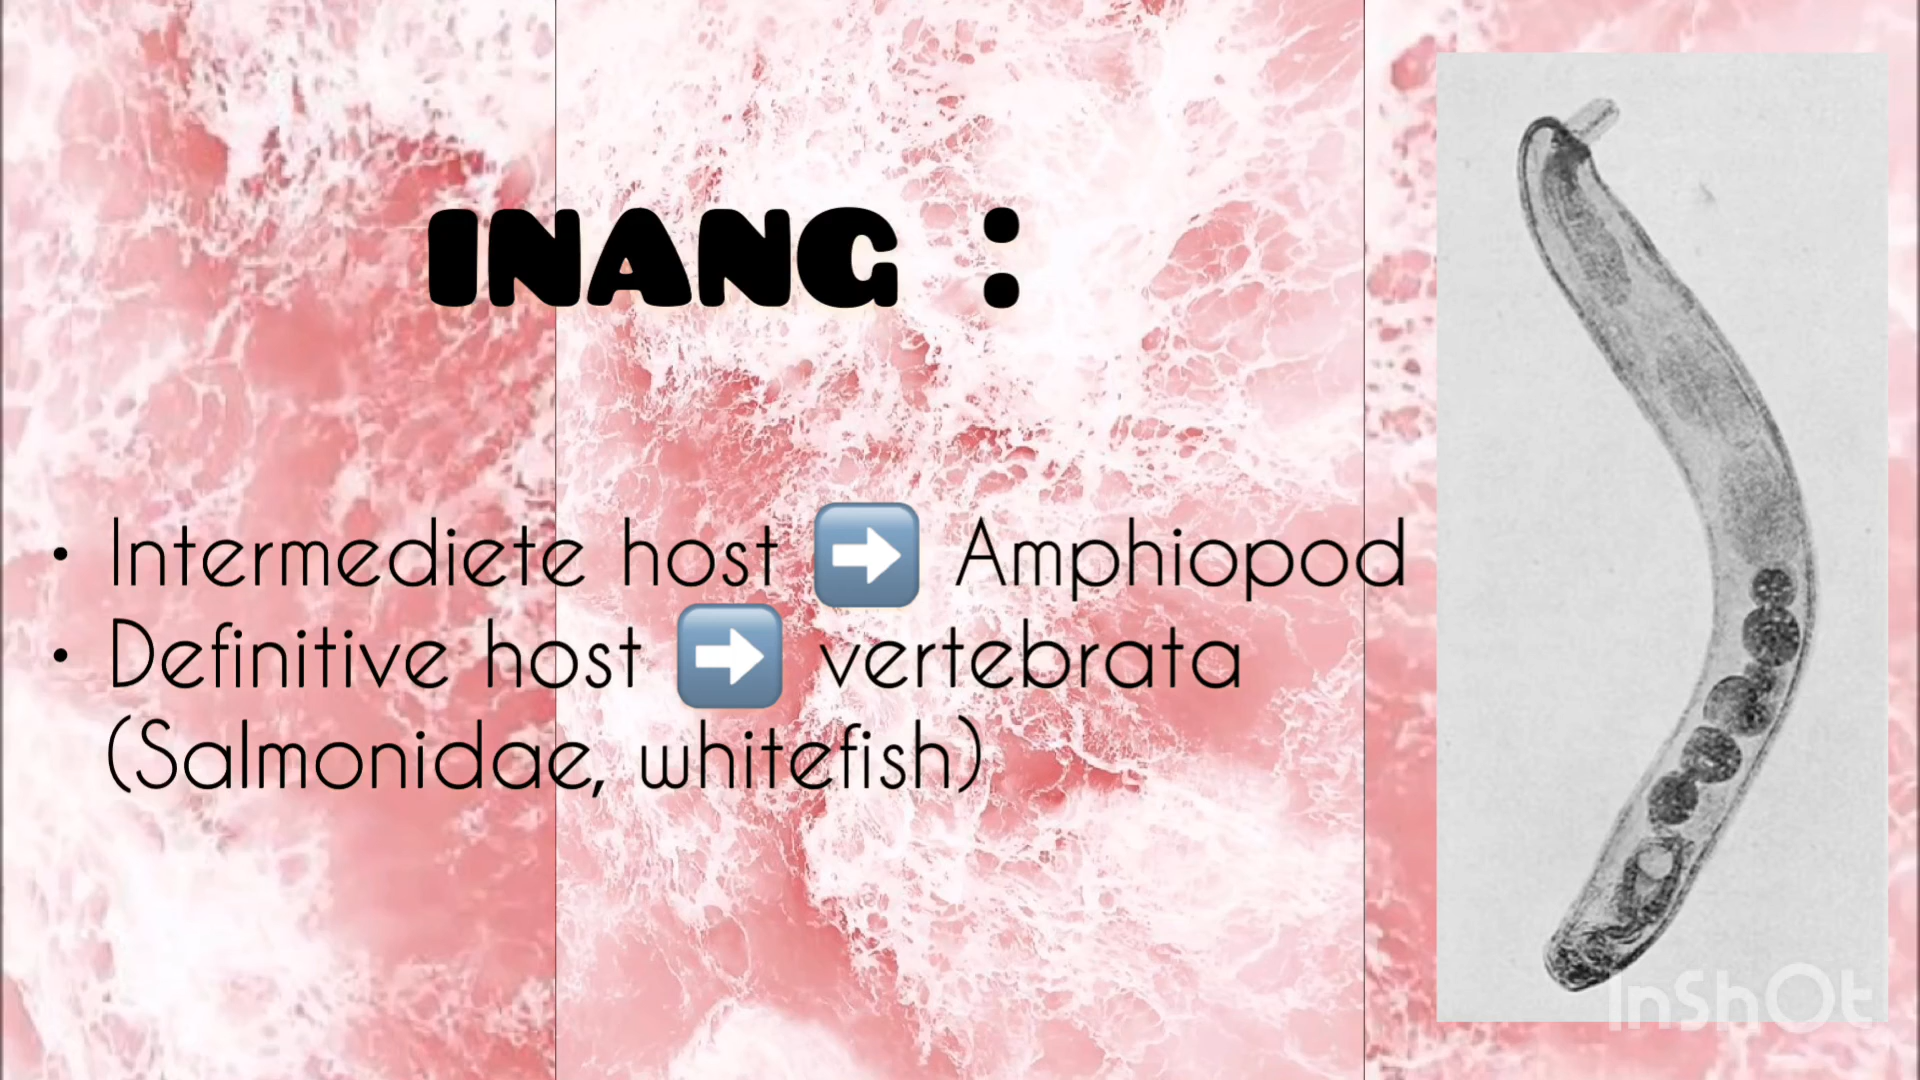 INANG :
• Intermediete host ➡️ Amphiopod
• Definitive host ➡️ vertebrata
(Salmonidae, whitefish)
InShOt